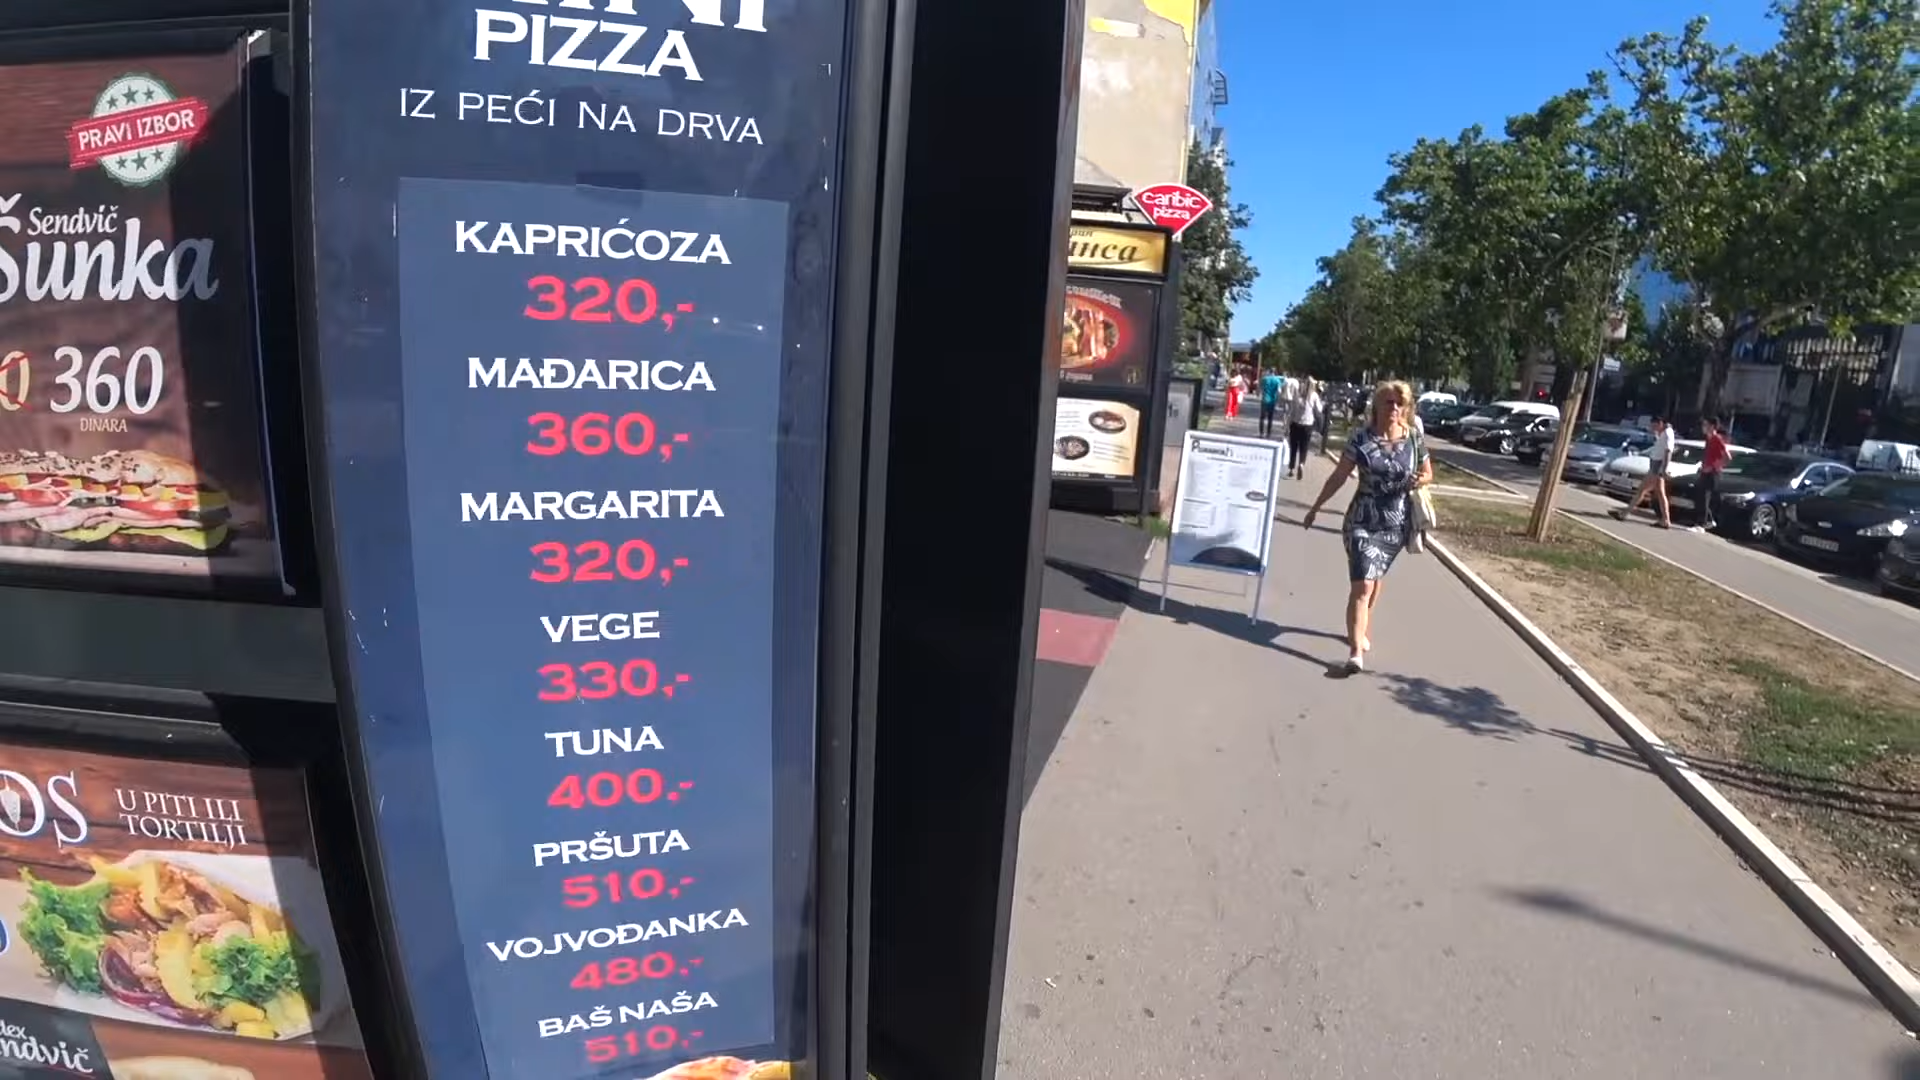 PIZZA
IZ PEĆI NA DRVA
KAPRIĆOZA
320,-
MAĐARICA
360,-
MARGARITA
320,-
VEGE
330,-
TUNA
400,-
PRŠUTA
510,-
VOJVOĐANKA
480,-
BAŠ NAŠA
510,-
PRAVI IZBOR
Sendvič
Šunka
360
DINARA
U PITI ILI
TORTILJI
caribic
pizza